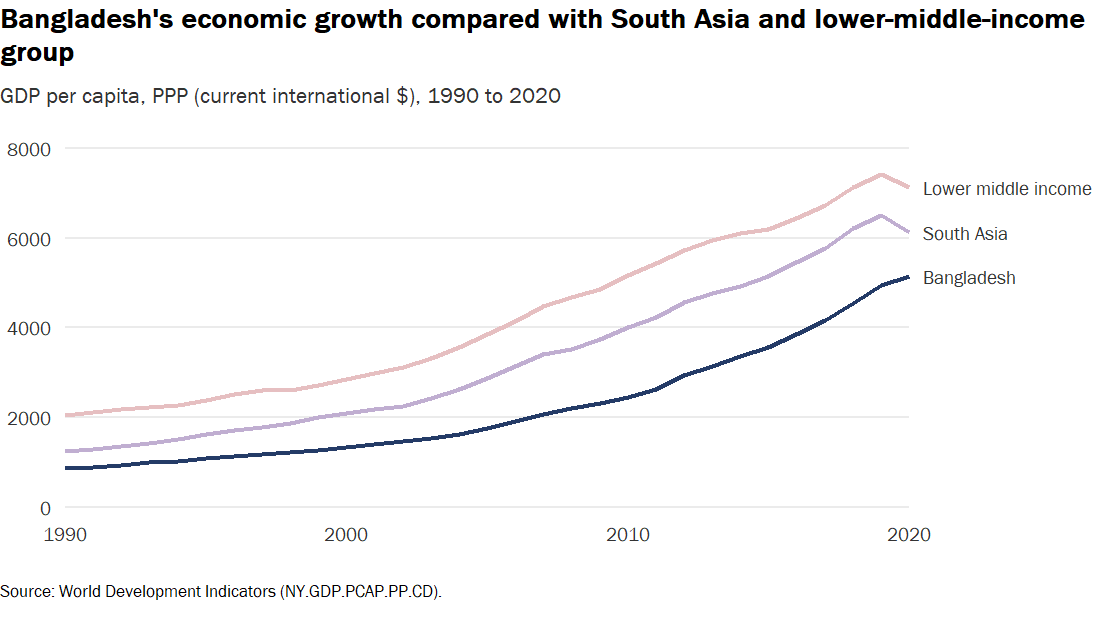 Bangladesh's economic growth compared with South Asia and lower-middle-income
group
GDP per capita, PPP (current international $), 1990 to 2020
8000
Lower middle income
6000
South Asia
Bangladesh
4000
2000
0
1990
2000
2010
2020
Source: World Development Indicators (NY.GDP.PCAP.PP.CD).